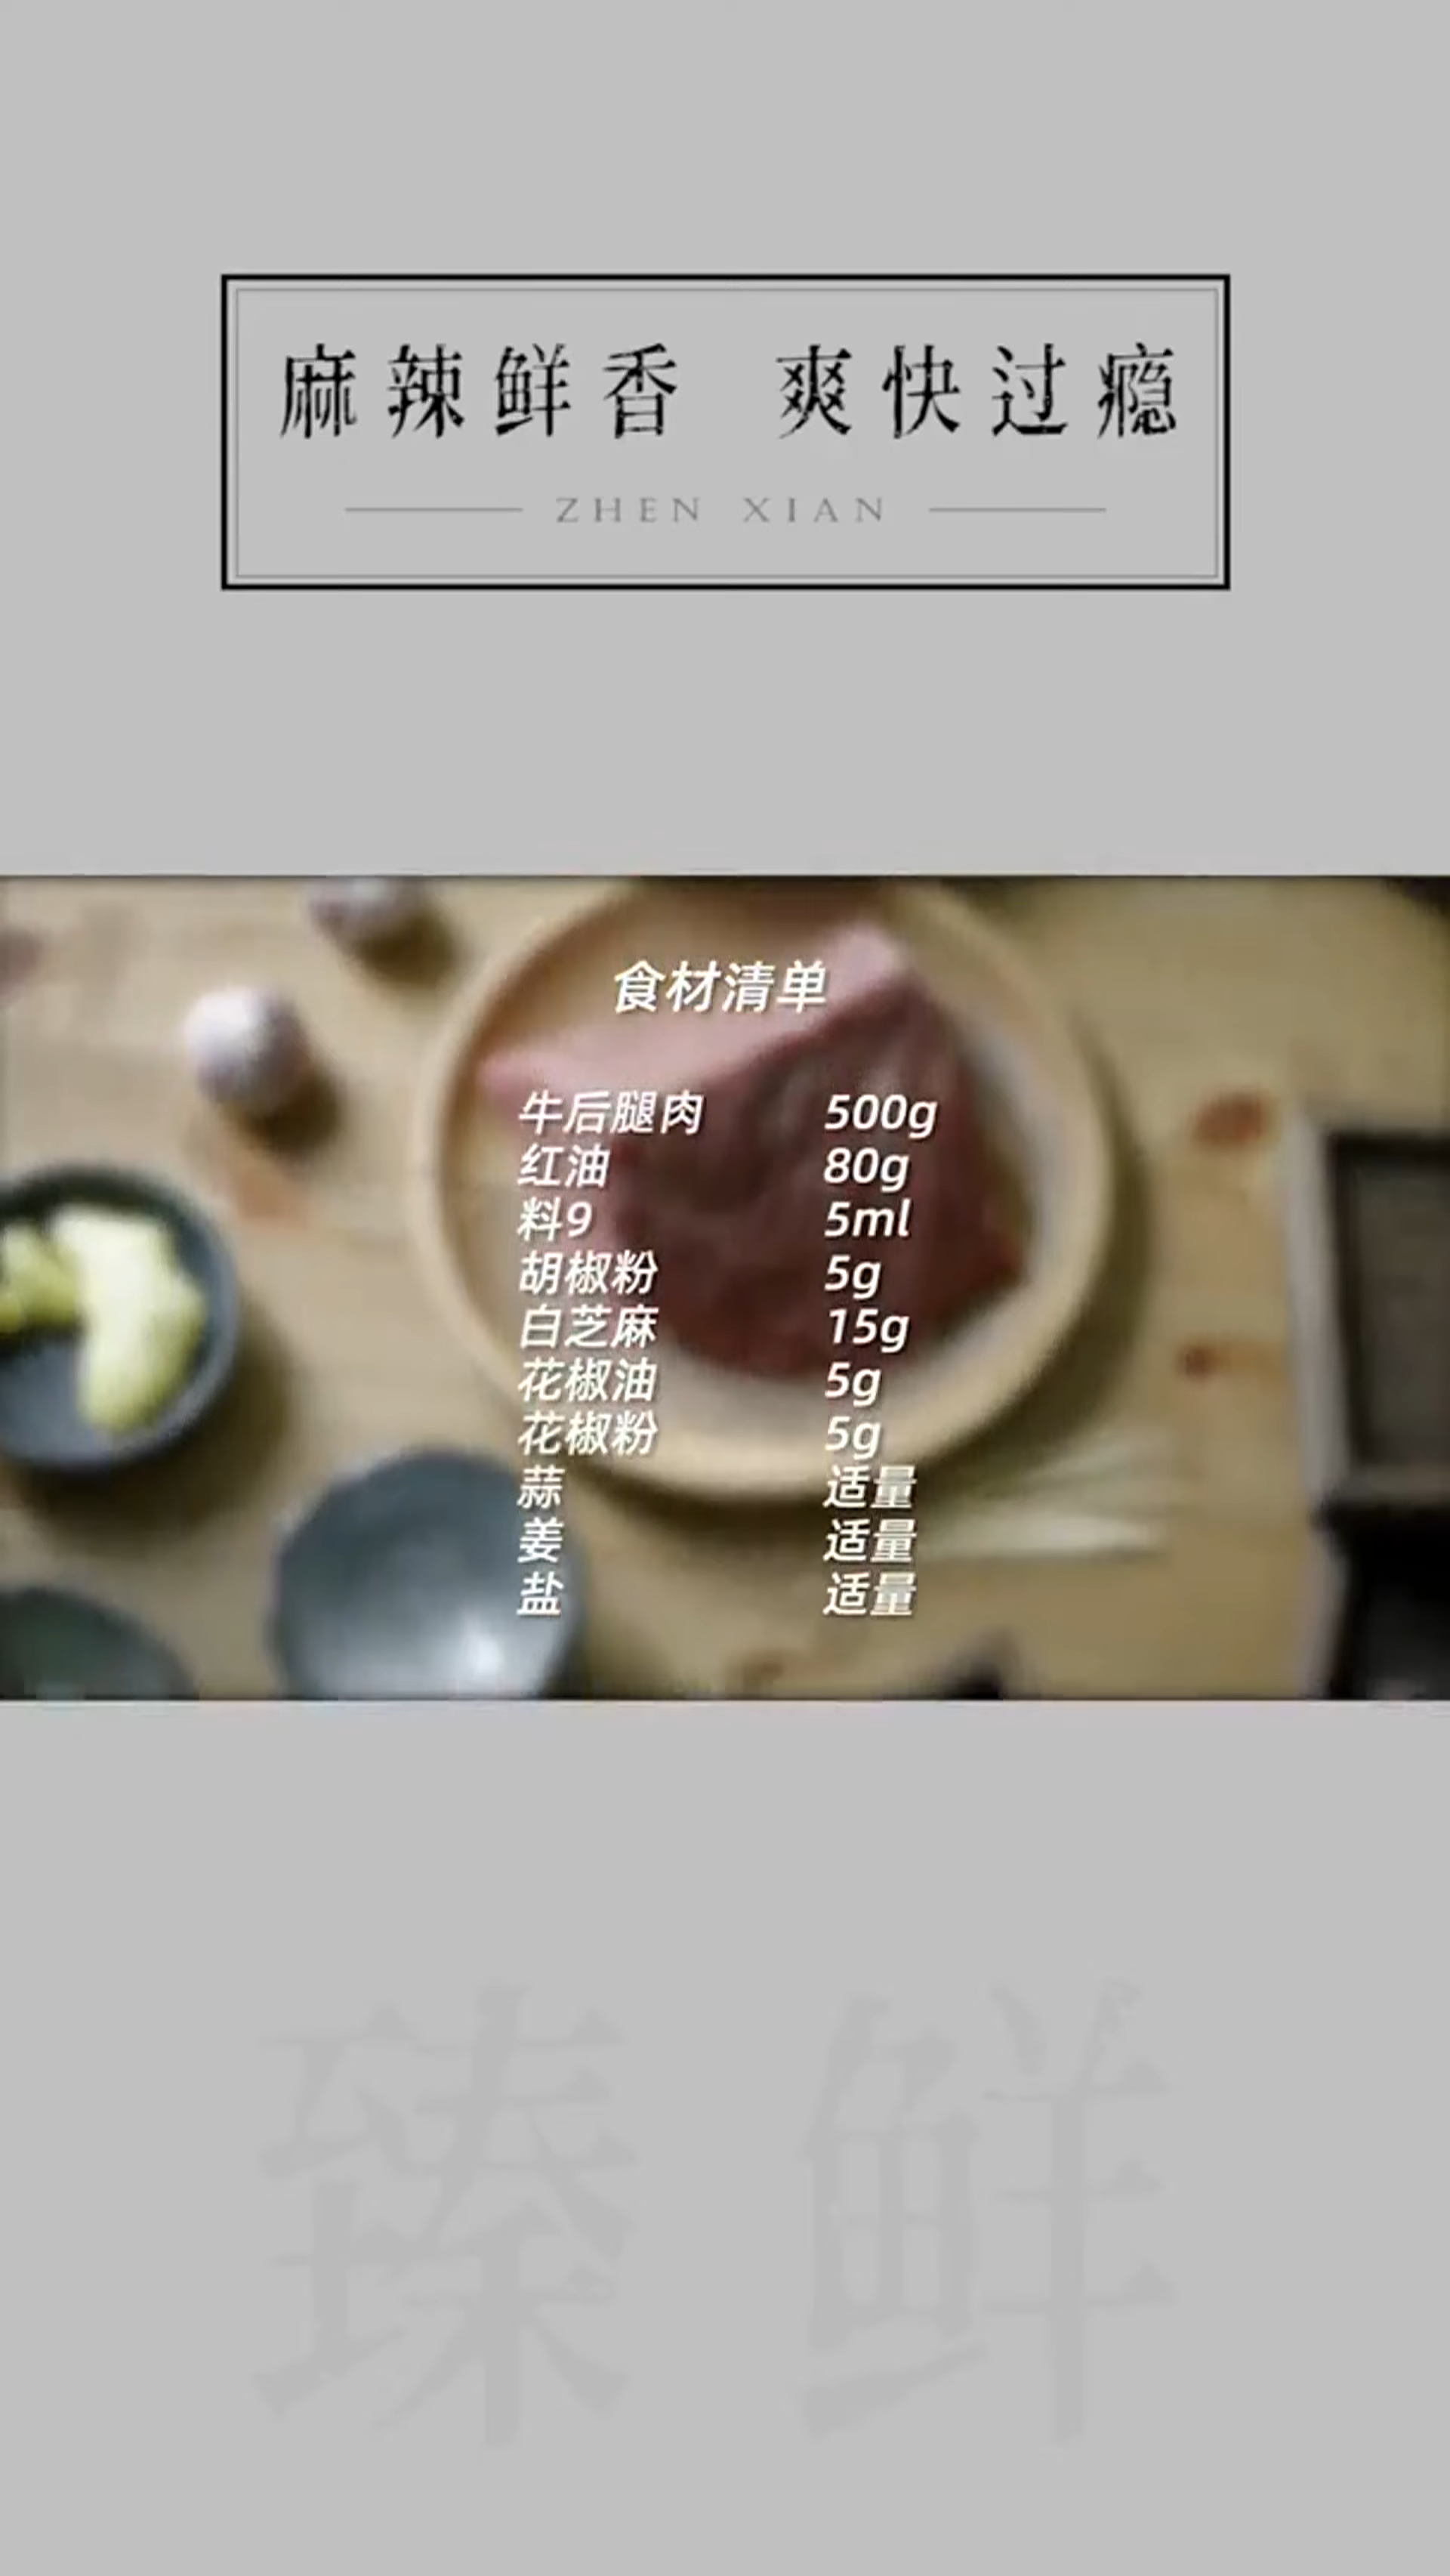 麻辣鲜香 爽快过瘾
ZHEN XIAN
食材清单
牛后腿肉 500g
红油 80g
料9 5ml
胡椒粉 5g
白芝麻 15g
花椒油 5g
花椒粉 5g
蒜 适量
姜 适量
盐 适量
臻鲜